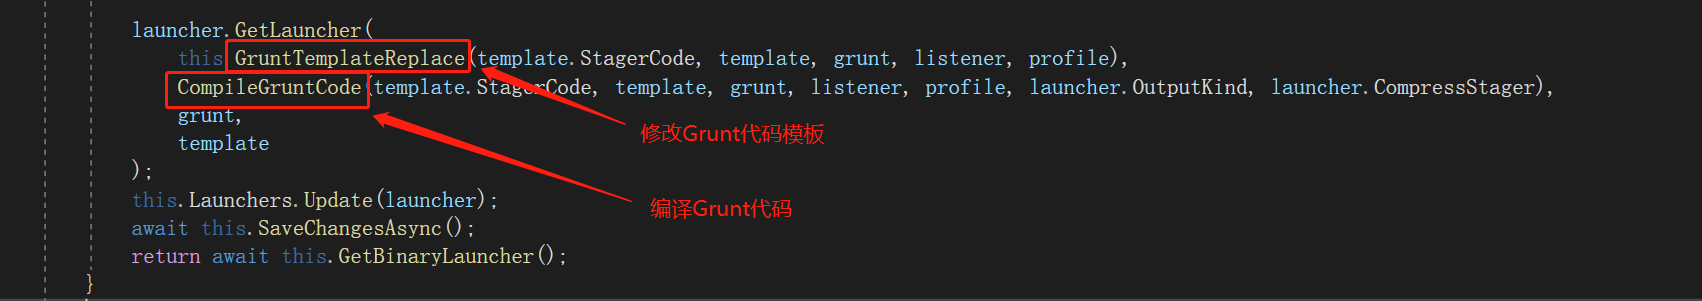 launcher.GetLauncher(
this.GruntTemplateReplace(template.StagerCode, template, grunt, listener, profile),
CompileGruntCode(template.StagerCode, template, grunt, listener, profile, launcher.OutputKind, launcher.CompressStager),
grunt,
修改Grunt代码模板
template
);
this.Launchers.Update(launcher);
编译Grunt代码
await this.SaveChangesAsync();
return await this.GetBinaryLauncher();
}